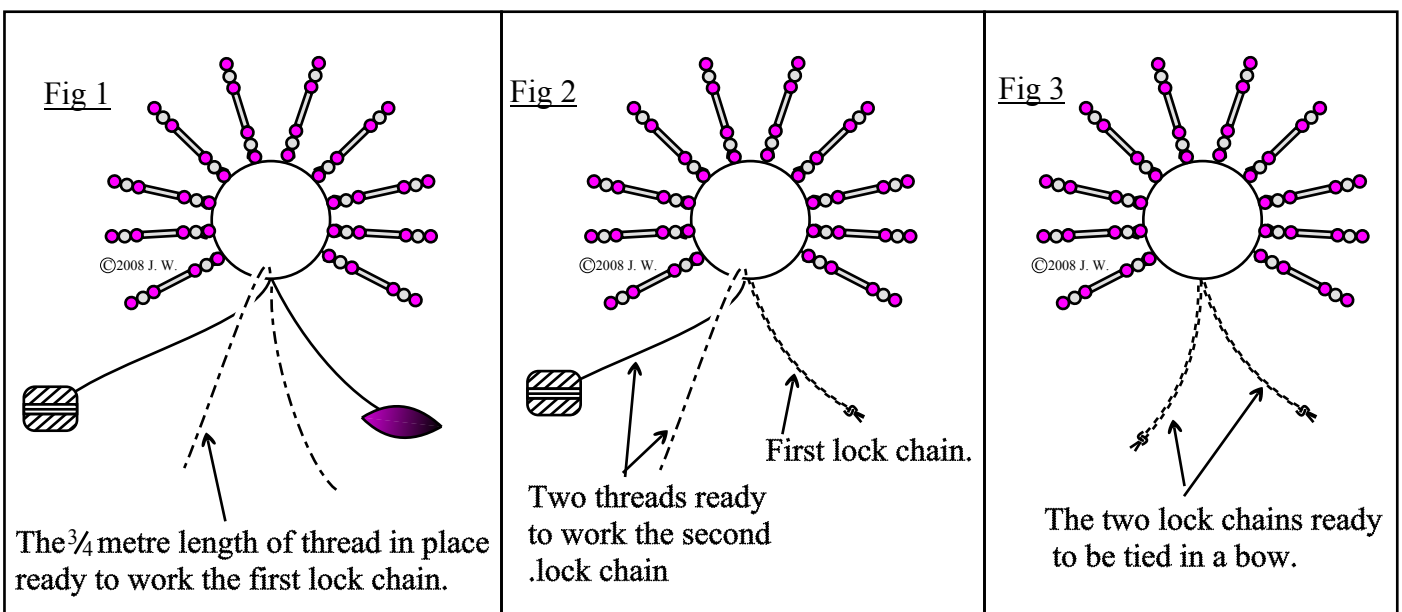 Fig 1
©2008 J. W.
The ¾ metre length of thread in place
ready to work the first lock chain.
Fig 2
©2008 J. W.
First lock chain.
Two threads ready
to work the second
.lock chain
Fig 3
©2008 J. W.
The two lock chains ready
to be tied in a bow.